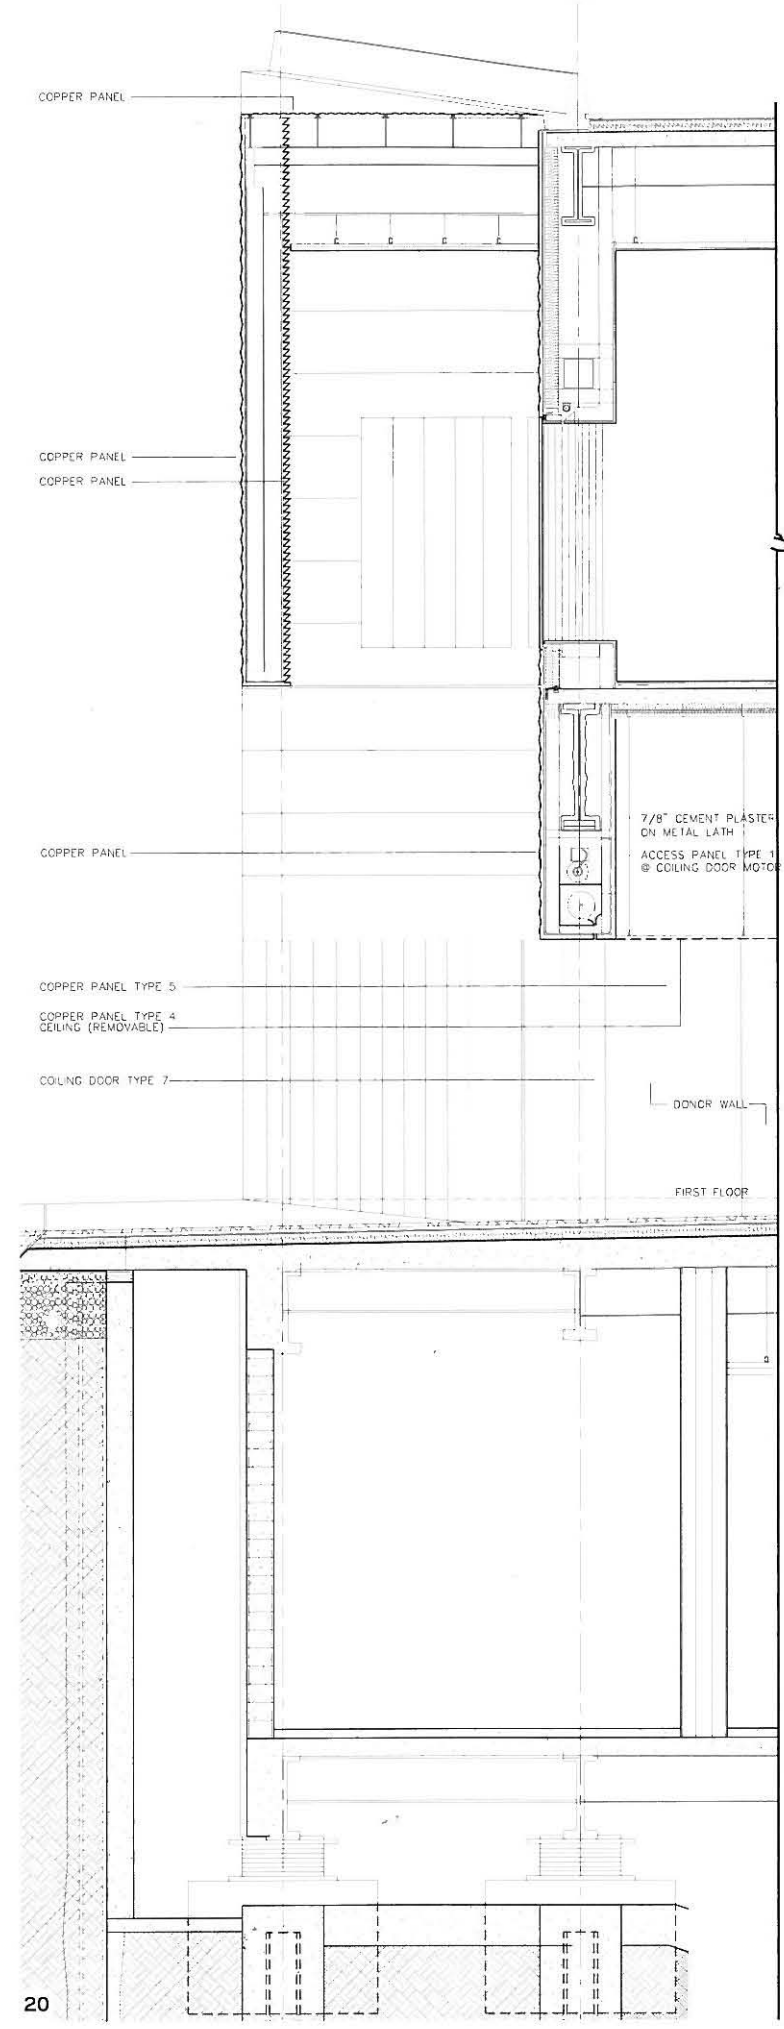 COPPER PANEL
COPPER PANEL
COPPER PANEL
7/8" CEMENT PLASTER
ON METAL LATH
COPPER PANEL
ACCESS PANEL TYPE 1
@ COILING DOOR MOTOR
COPPER PANEL TYPE 5
COPPER PANEL TYPE 4
CEILING (REMOVABLE)
COILING DOOR TYPE 7
DONOR WALL
FIRST FLOOR
20